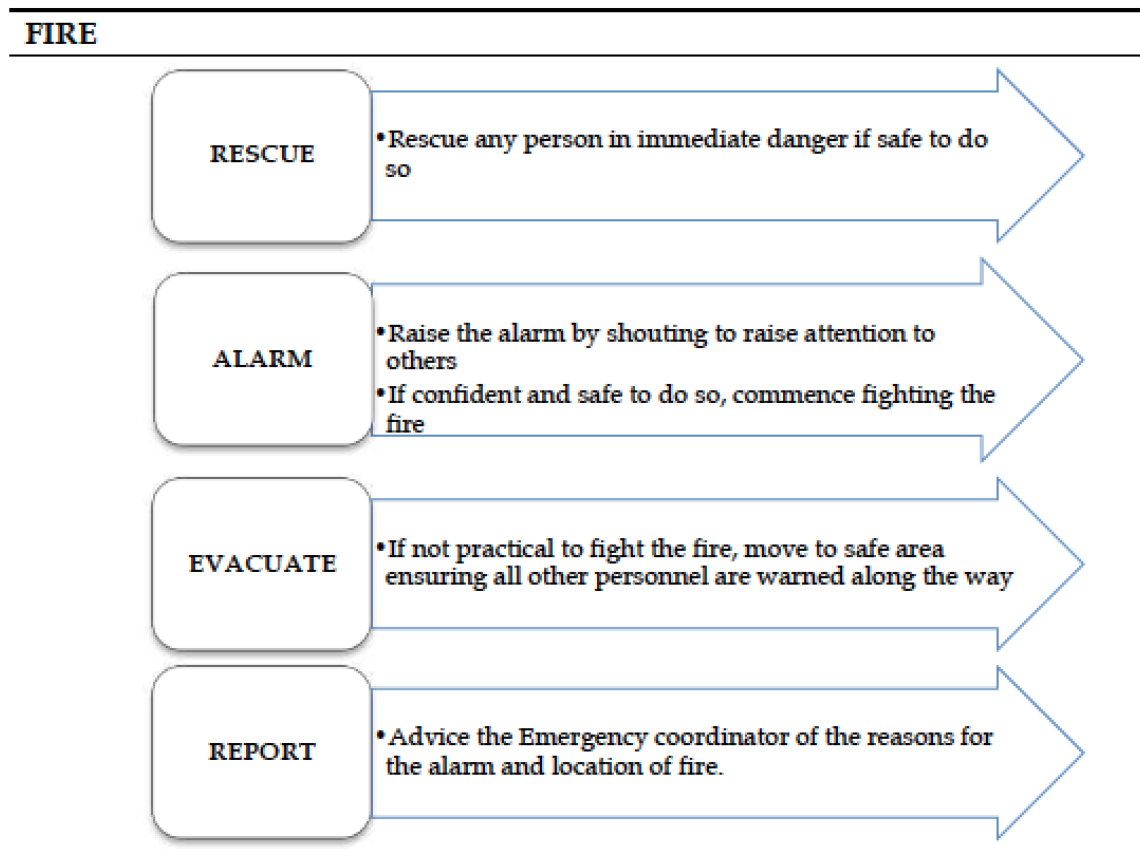 FIRE
RESCUE
•Rescue any person in immediate danger if safe to do
so
ALARM
•Raise the alarm by shouting to raise attention to
others
•If confident and safe to do so, commence fighting the
fire
EVACUATE
•If not practical to fight the fire, move to safe area
ensuring all other personnel are warned along the way
REPORT
•Advice the Emergency coordinator of the reasons for
the alarm and location of fire.